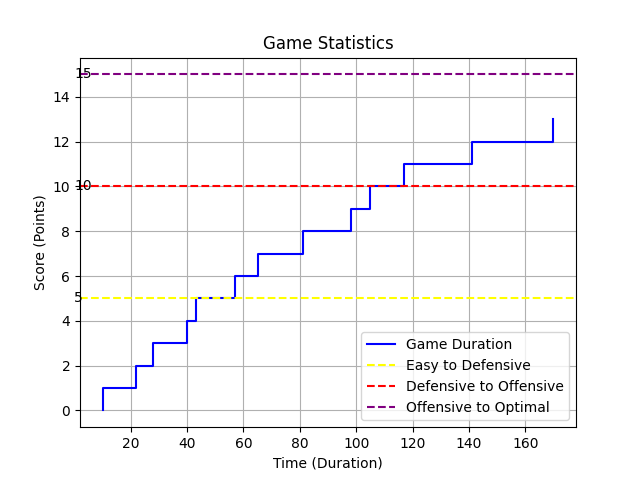 Game Statistics
15
14
12
10
10
8
6
5
4
2
0
Score (Points)
Game Duration
Easy to Defensive
Defensive to Offensive
Offensive to Optimal
20 40 60 80 100 120 140 160
Time (Duration)